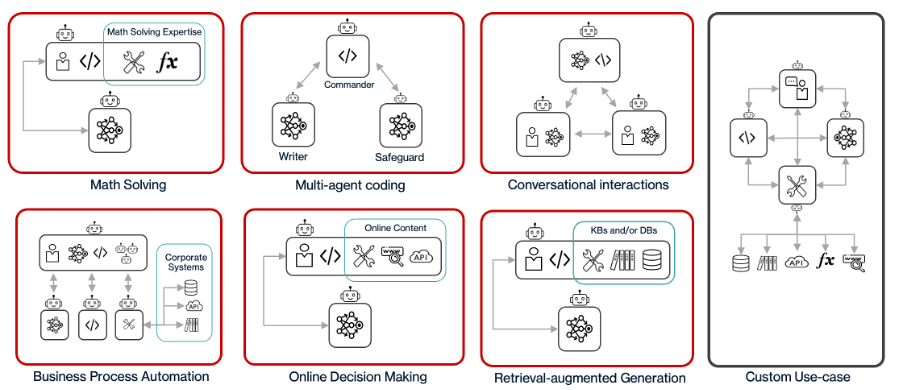 Math Solving Expertise
</>
fx
Math Solving
</>
Commander
Writer
Safeguard
Multi-agent coding
</>
Conversational interactions
</>
</>
Corporate
Systems
API
Business Process Automation
Online Content
</>
www
API
Online Decision Making
KBs and/or DBs
</>
Retrieval-augmented Generation
</>
API
fx
www
Custom Use-case